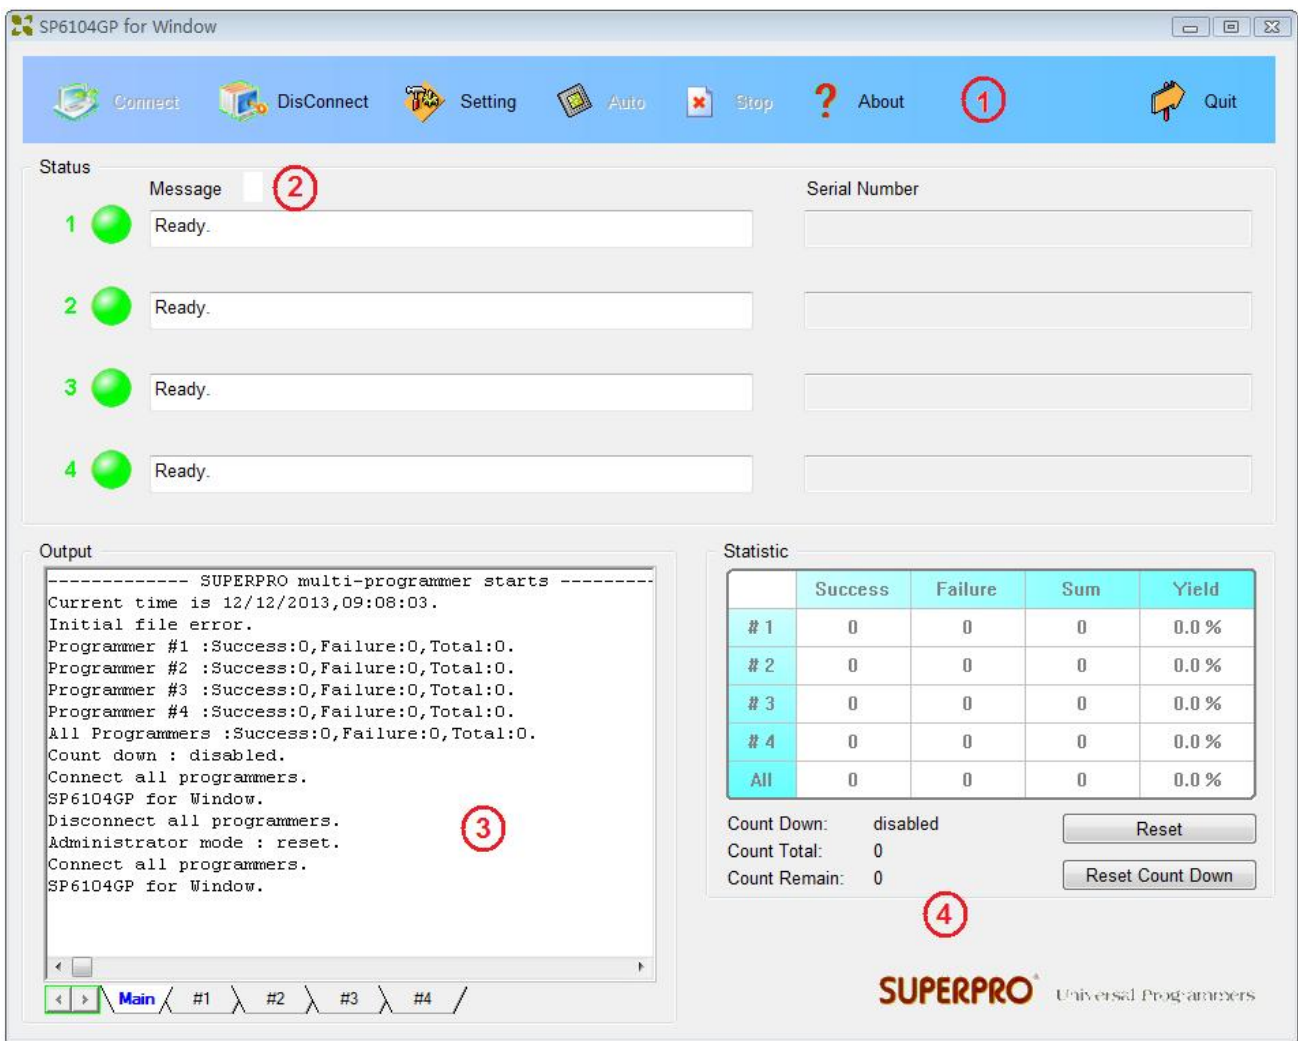 SP6104GP for Window
Connect DisConnect Setting Auto Stop About 1 Quit
Status
Message 2 Serial Number
1 Ready.
2 Ready.
3 Ready.
4 Ready.
Output
------------- SUPERPRO multi-programmer starts ---------
Current time is 12/12/2013,09:08:03.
Initial file error.
Programmer #1 :Success:0,Failure:0,Total:0.
Programmer #2 :Success:0,Failure:0,Total:0.
Programmer #3 :Success:0,Failure:0,Total:0.
Programmer #4 :Success:0,Failure:0,Total:0.
All Programmers :Success:0,Failure:0,Total:0.
Count down : disabled.
Connect all programmers.
SP6104GP for Window.
Disconnect all programmers.
Administrator mode : reset.
Connect all programmers.
SP6104GP for Window.
3
Main #1 #2 #3 #4
Statistic
Success Failure Sum Yield
# 1 0 0 0 0.0 %
# 2 0 0 0 0.0 %
# 3 0 0 0 0.0 %
# 4 0 0 0 0.0 %
All 0 0 0 0.0 %
Count Down: disabled Reset
Count Total: 0
Count Remain: 0 Reset Count Down
4
SUPERPRO® Universal Programmers